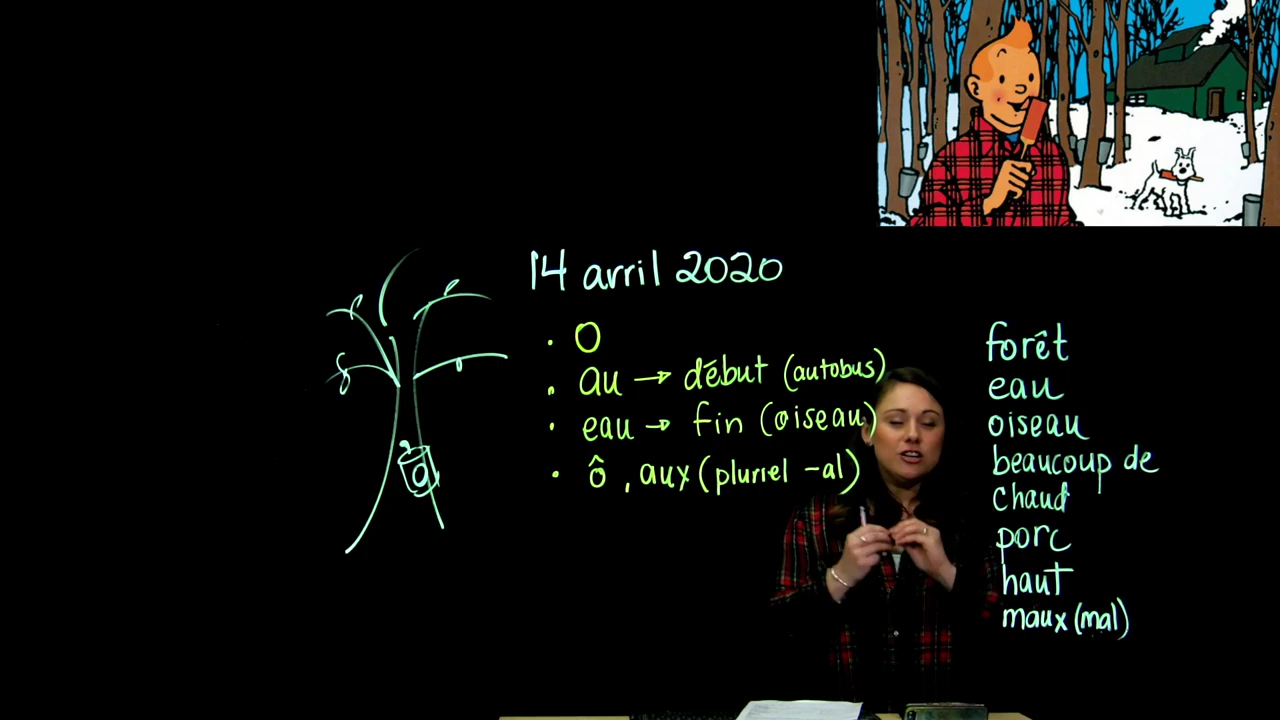 14 avril 2020
• O
• au → début (autobus)
• eau → fin (oiseau)
• ô, aux (pluriel -al)
forêt
eau
oiseau
beaucoup de
chaud
porc
haut
maux (mal)